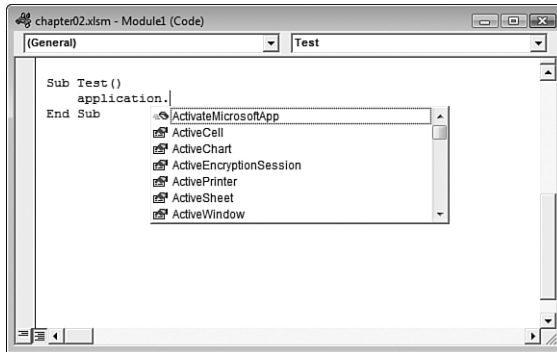 chapter02.xlsm - Module1 (Code)
(General) Test
Sub Test()
application.
End Sub
ActivateMicrosoftApp
ActiveCell
ActiveChart
ActiveEncryptionSession
ActivePrinter
ActiveSheet
ActiveWindow